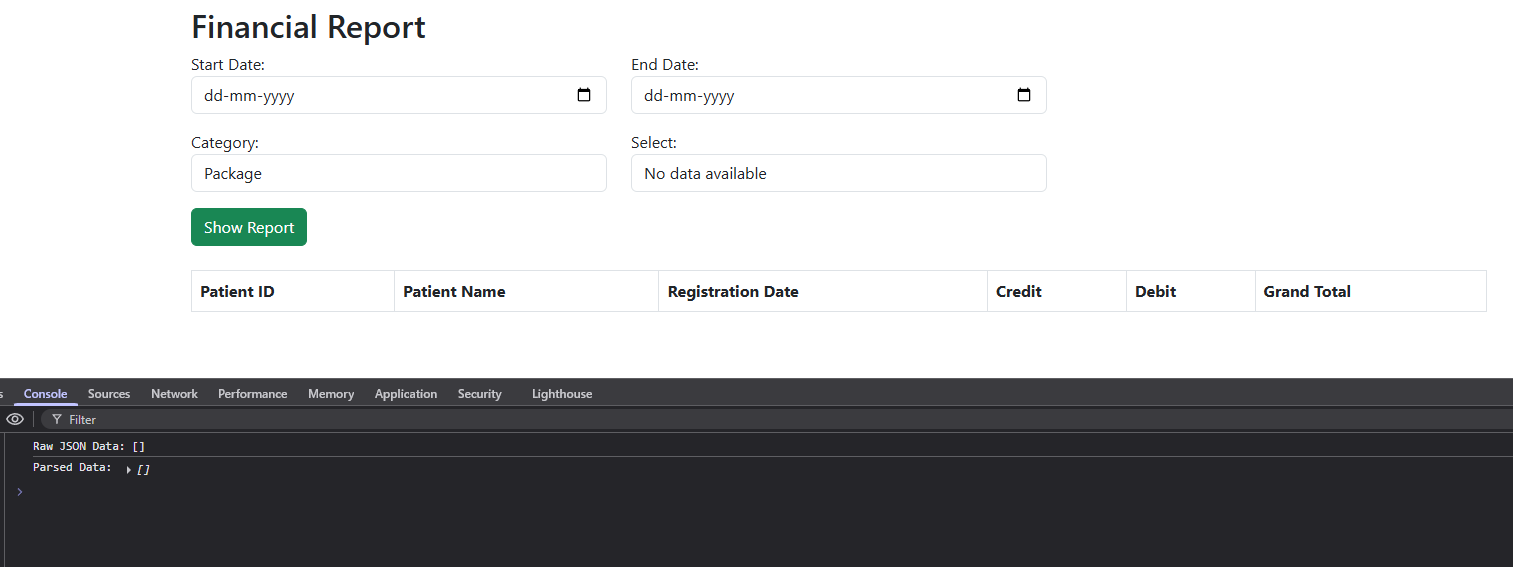 Financial Report
Start Date: End Date:
dd-mm-yyyy dd-mm-yyyy
Category: Select:
Package No data available
Show Report
Patient ID Patient Name Registration Date Credit Debit Grand Total
s Console Sources Network Performance Memory Application Security Lighthouse
Filter
Raw JSON Data: []
Parsed Data: []